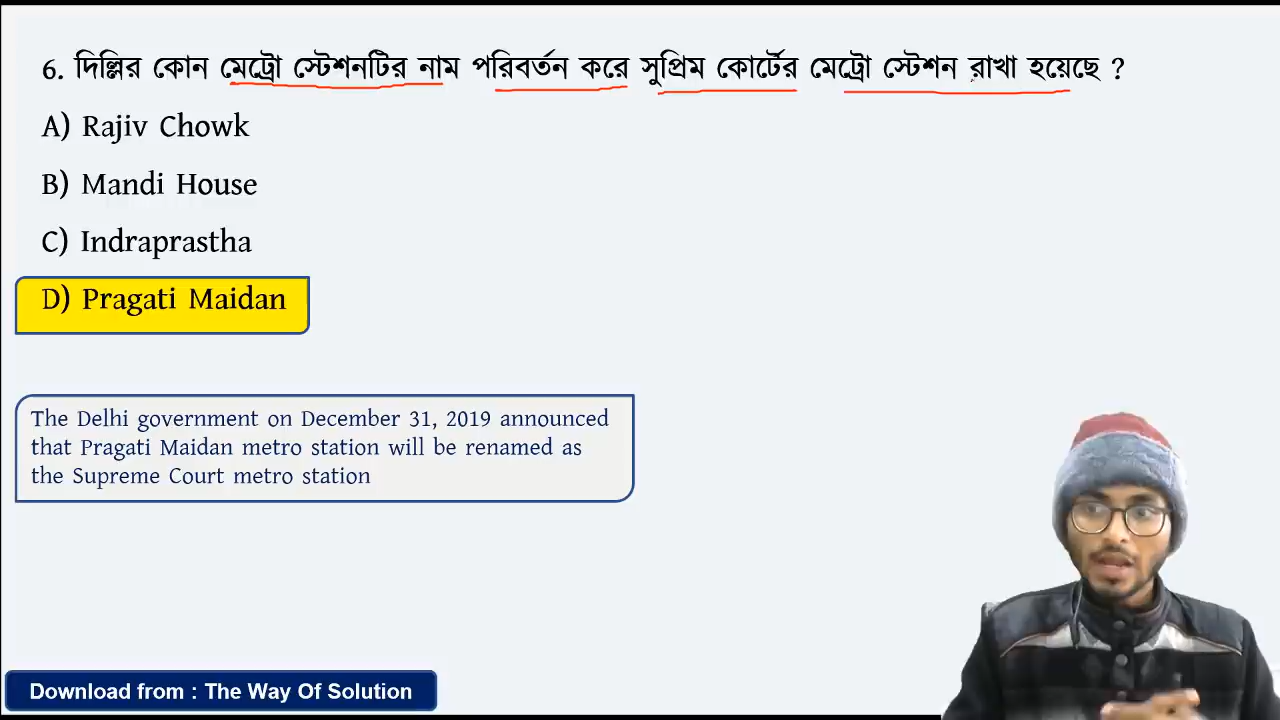 6. দিল্লির কোন মেট্রো স্টেশনটির নাম পরিবর্তন করে সুপ্রিম কোর্টের মেট্রো স্টেশন রাখা হয়েছে ?
A) Rajiv Chowk
B) Mandi House
C) Indraprastha
D) Pragati Maidan
The Delhi government on December 31, 2019 announced
that Pragati Maidan metro station will be renamed as
the Supreme Court metro station
Download from : The Way Of Solution